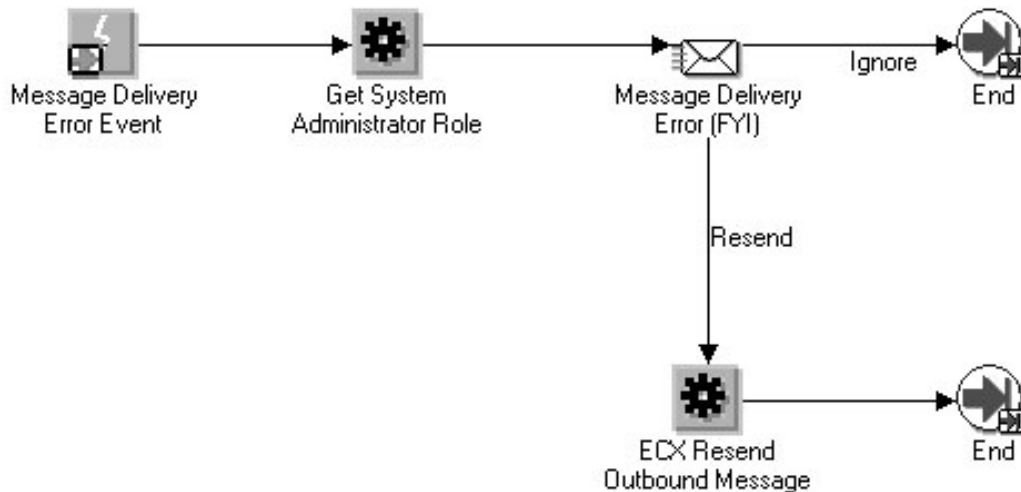 Message Delivery
Error Event
Get System
Administrator Role
Message Delivery
Error (FYI)
Ignore
End
Resend
ECX Resend
Outbound Message
End